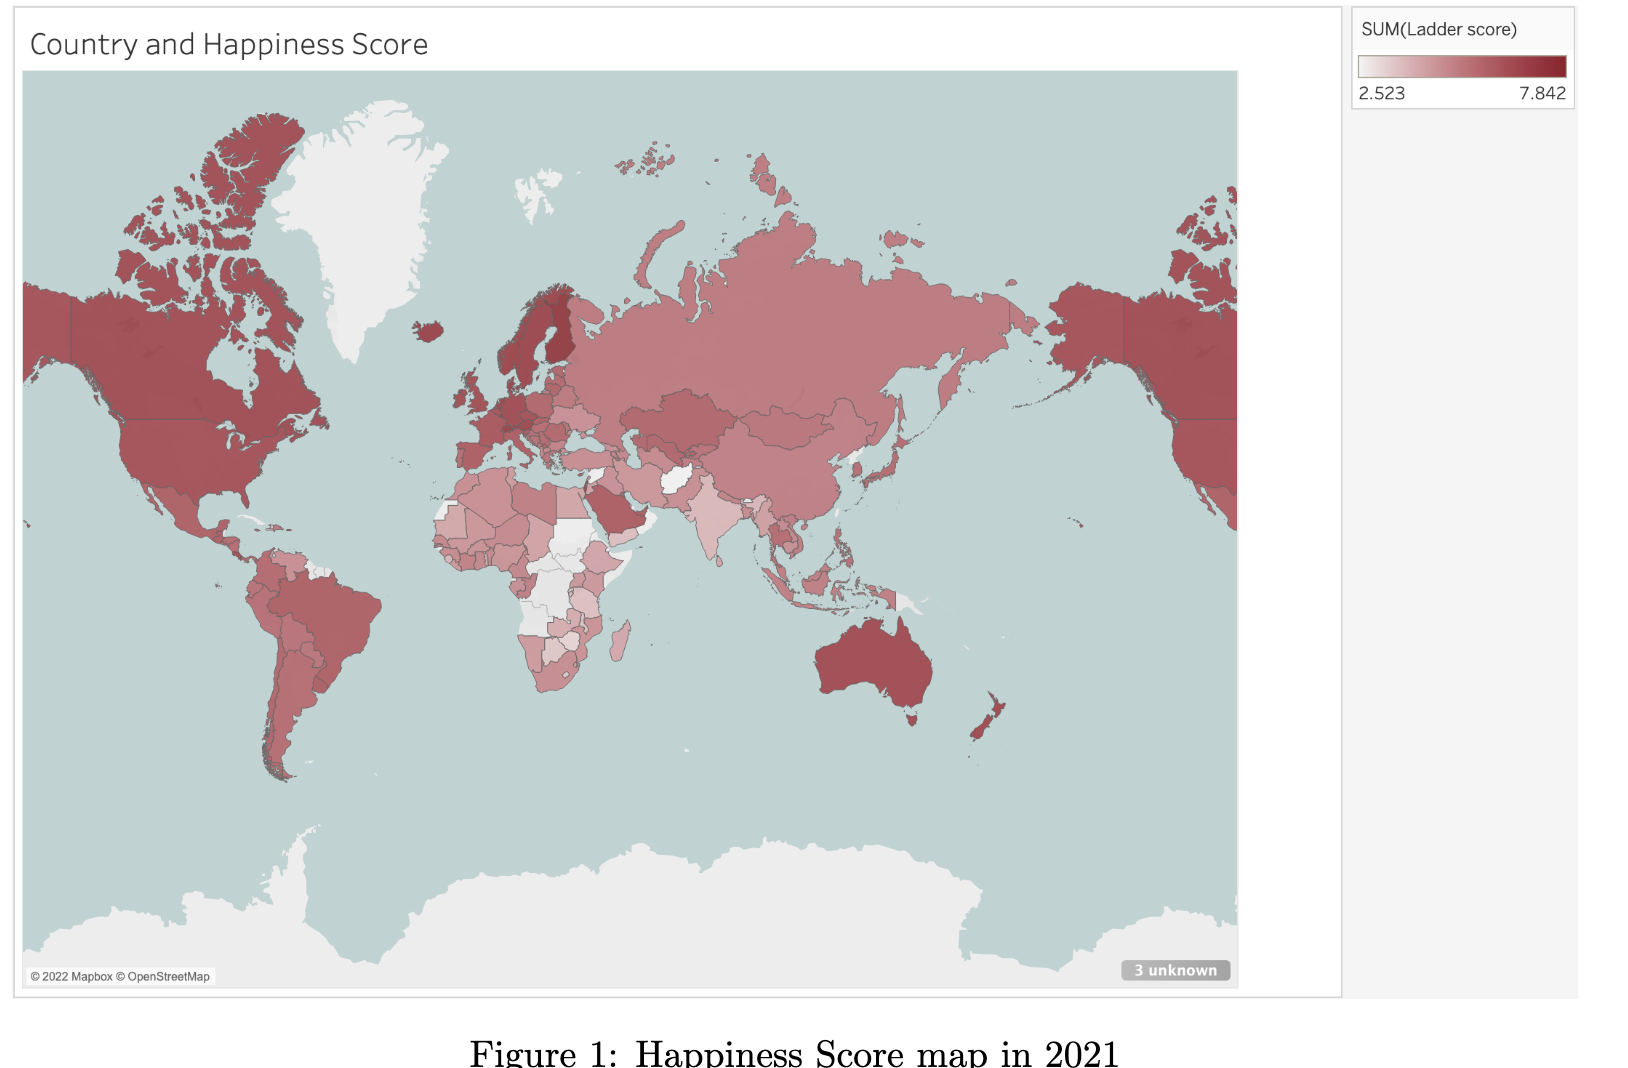 Country and Happiness Score
SUM(Ladder score)
2.523 7.842
© 2022 Mapbox © OpenStreetMap
3 unknown
Figure 1: Happiness Score map in 2021